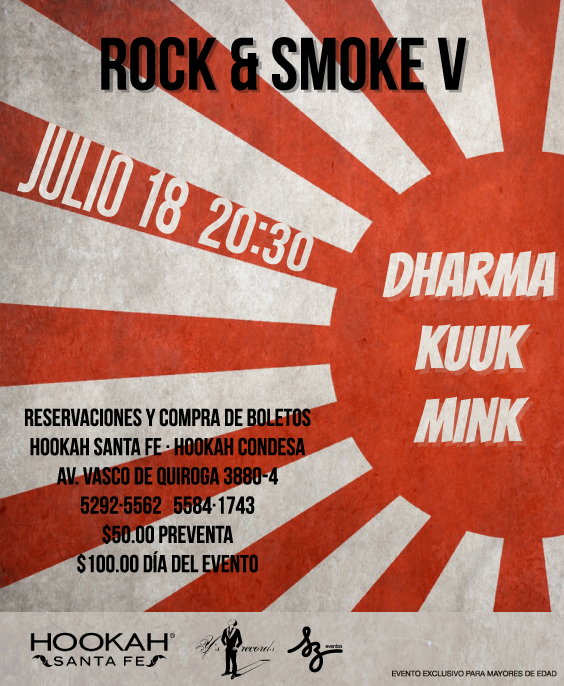 ROCK & SMOKE V
JULIO 18 20:30
DHARMA
KUUK
MINK
RESERVACIONES Y COMPRA DE BOLETOS
HOOKAH SANTA FE · HOOKAH CONDESA
AV. VASCO DE QUIROGA 3880-4
5292·5562 5584·1743
$50.00 PREVENTA
$100.00 DÍA DEL EVENTO
HOOKAH®
SANTA FE
records
eventos
EVENTO EXCLUSIVO PARA MAYORES DE EDAD